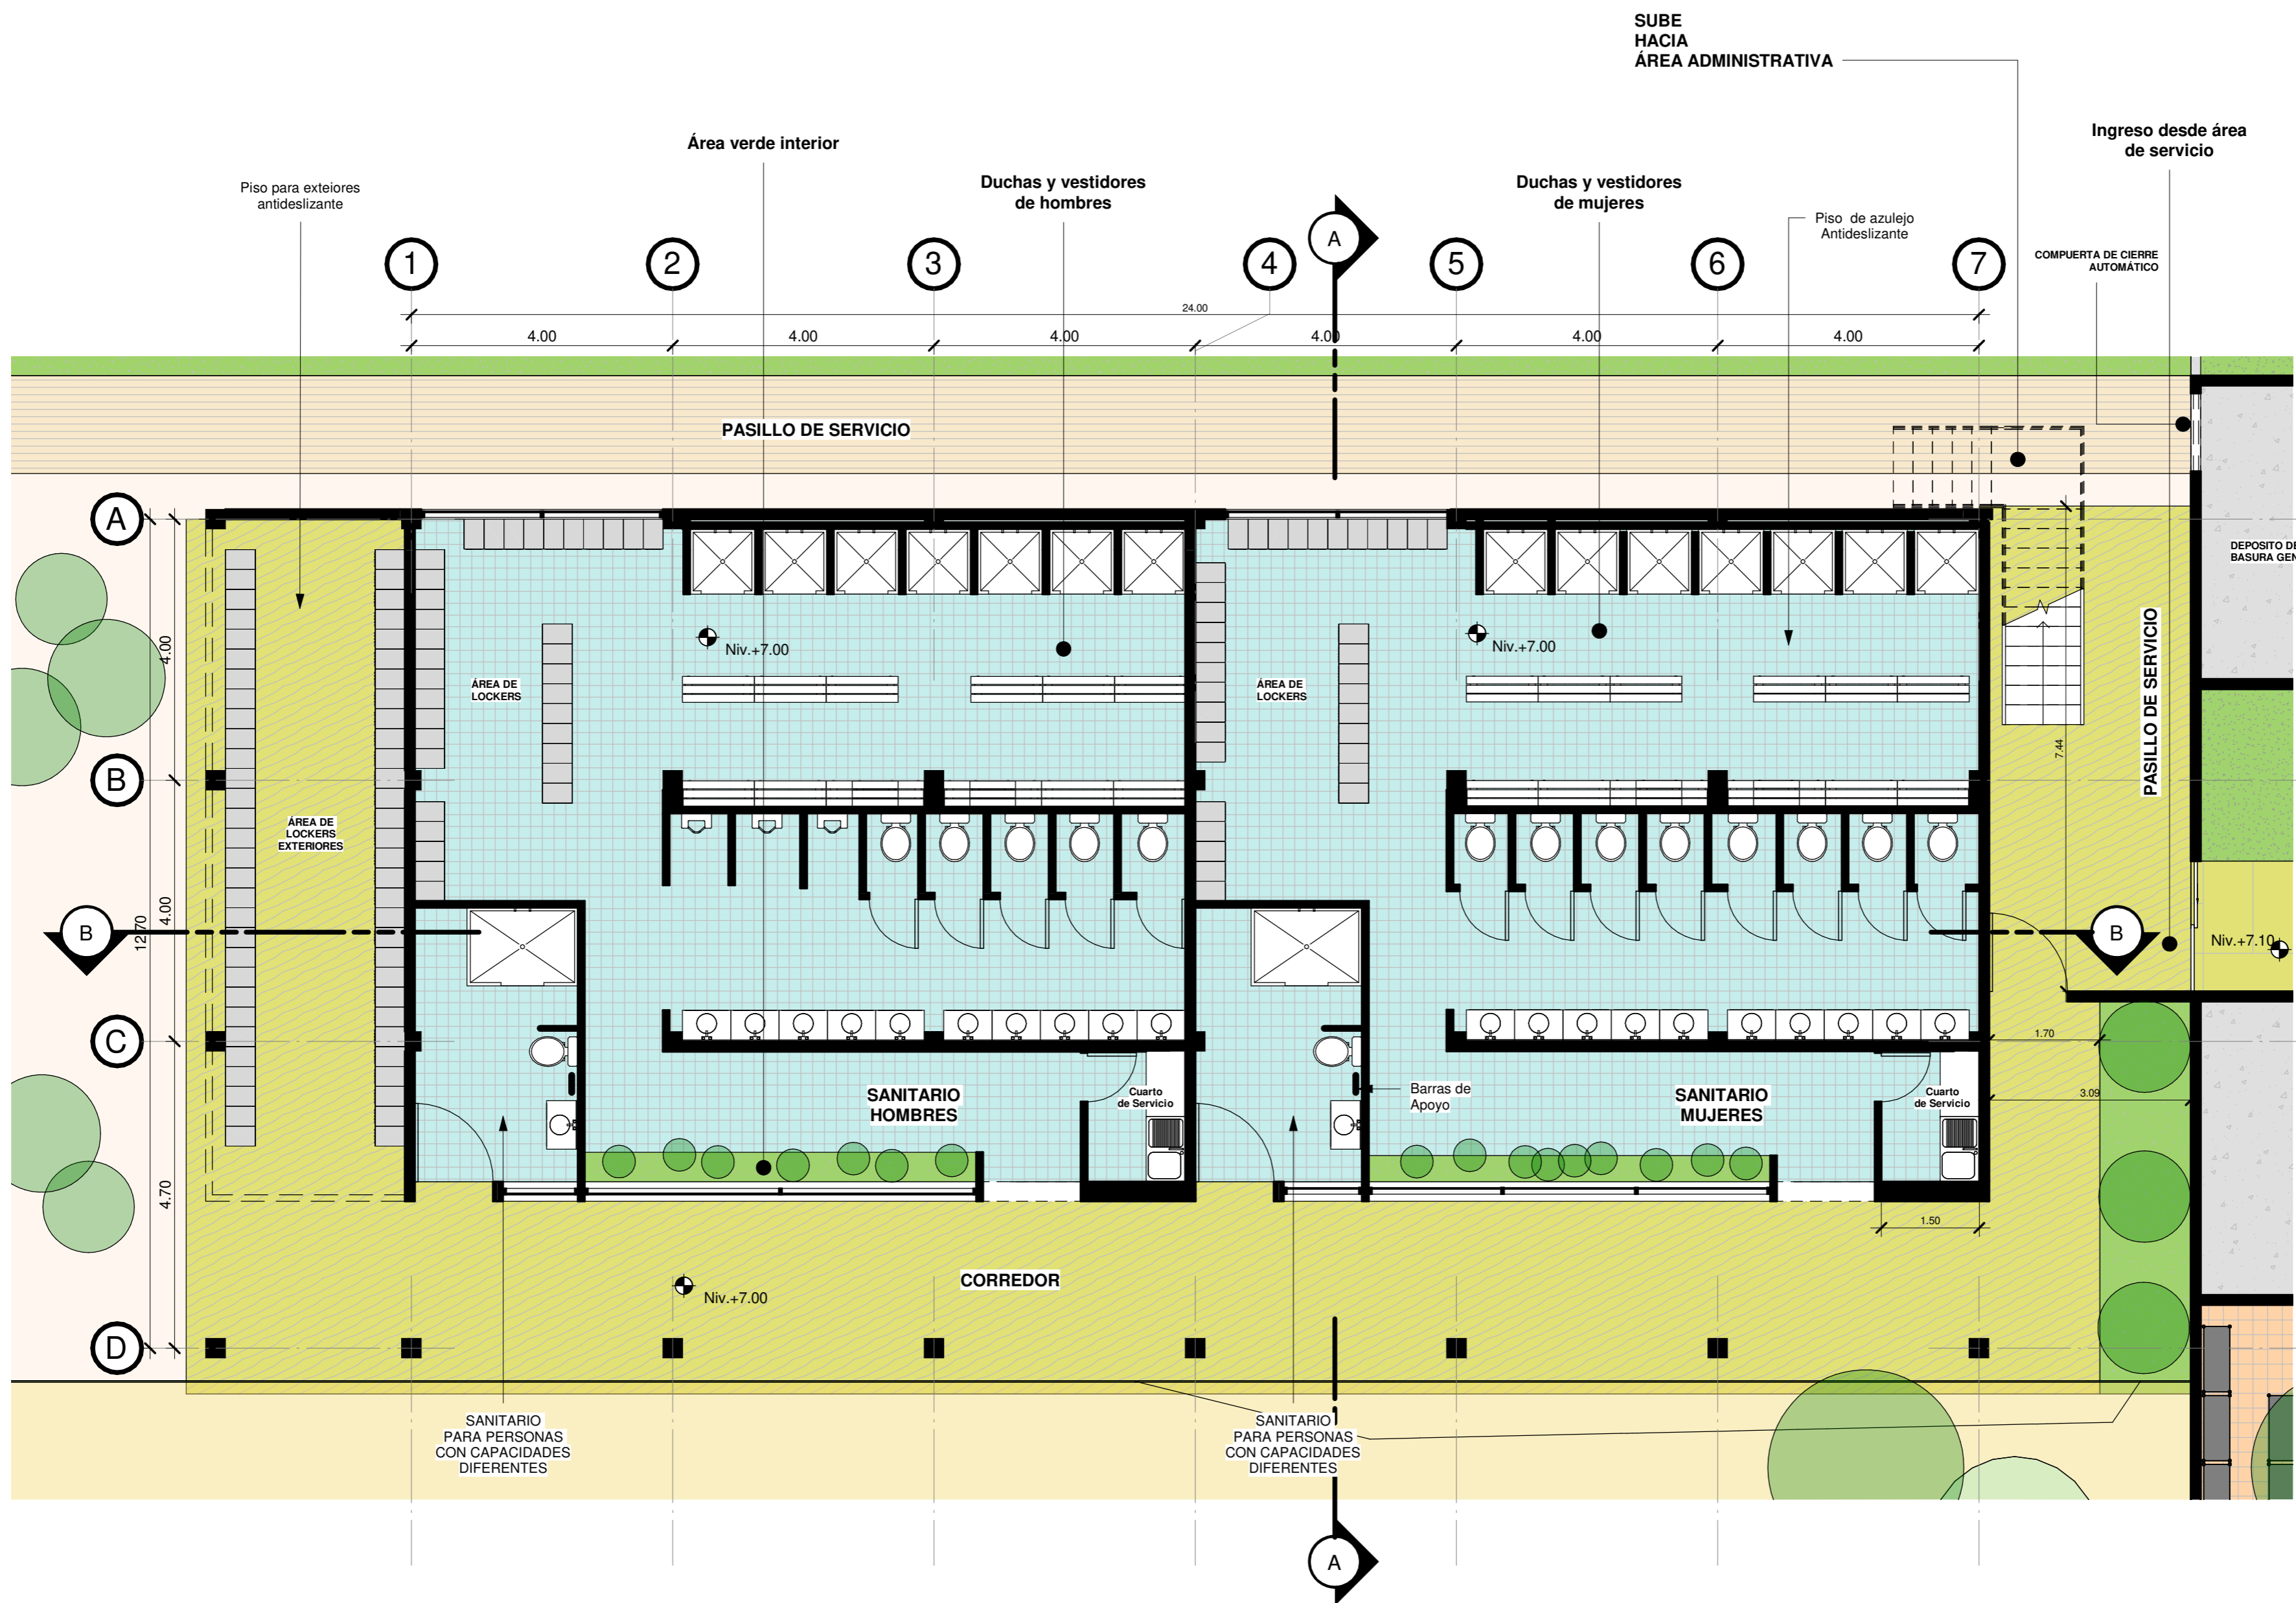 SUBE
HACIA
ÁREA ADMINISTRATIVA
Ingreso desde área
de servicio
Área verde interior
Piso para exteiores
antideslizante
Duchas y vestidores
de hombres
Duchas y vestidores
de mujeres
Piso de azulejo
Antideslizante
COMPUERTA DE CIERRE
AUTOMÁTICO
A
1
2
3
4
5
6
7
24.00
4.00
4.00
4.00
4.00
4.00
4.00
PASILLO DE SERVICIO
A
B
C
D
4.00
4.00
4.70
12.70
DEPOSITO DE
BASURA GEN
Niv.+7.00
Niv.+7.00
ÁREA DE
LOCKERS
ÁREA DE
LOCKERS
PASILLO DE SERVICIO
7.44
ÁREA DE
LOCKERS
EXTERIORES
B
B
Niv.+7.10
1.70
3.09
SANITARIO
HOMBRES
Cuarto
de Servicio
Barras de
Apoyo
SANITARIO
MUJERES
Cuarto
de Servicio
1.50
CORREDOR
Niv.+7.00
SANITARIO
PARA PERSONAS
CON CAPACIDADES
DIFERENTES
SANITARIO
PARA PERSONAS
CON CAPACIDADES
DIFERENTES
A